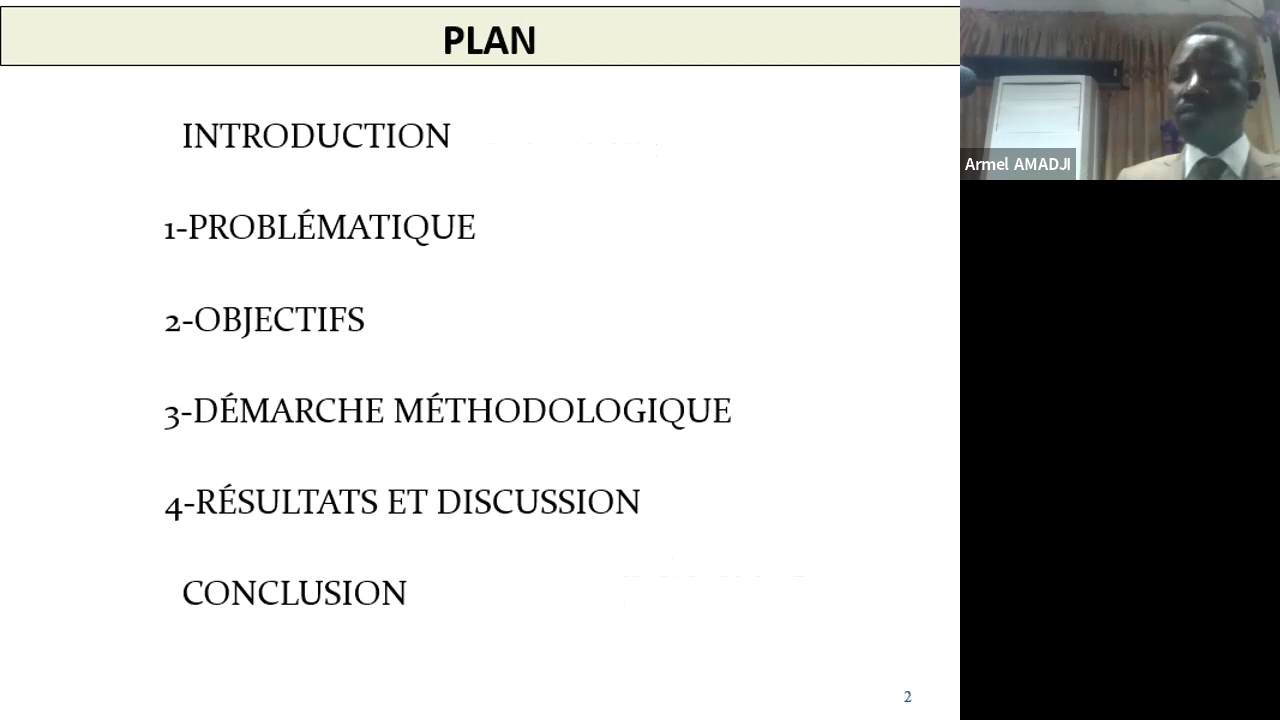 PLAN
Armel AMADJI
INTRODUCTION
1-PROBLÉMATIQUE
2-OBJECTIFS
3-DÉMARCHE MÉTHODOLOGIQUE
4-RÉSULTATS ET DISCUSSION
CONCLUSION
2